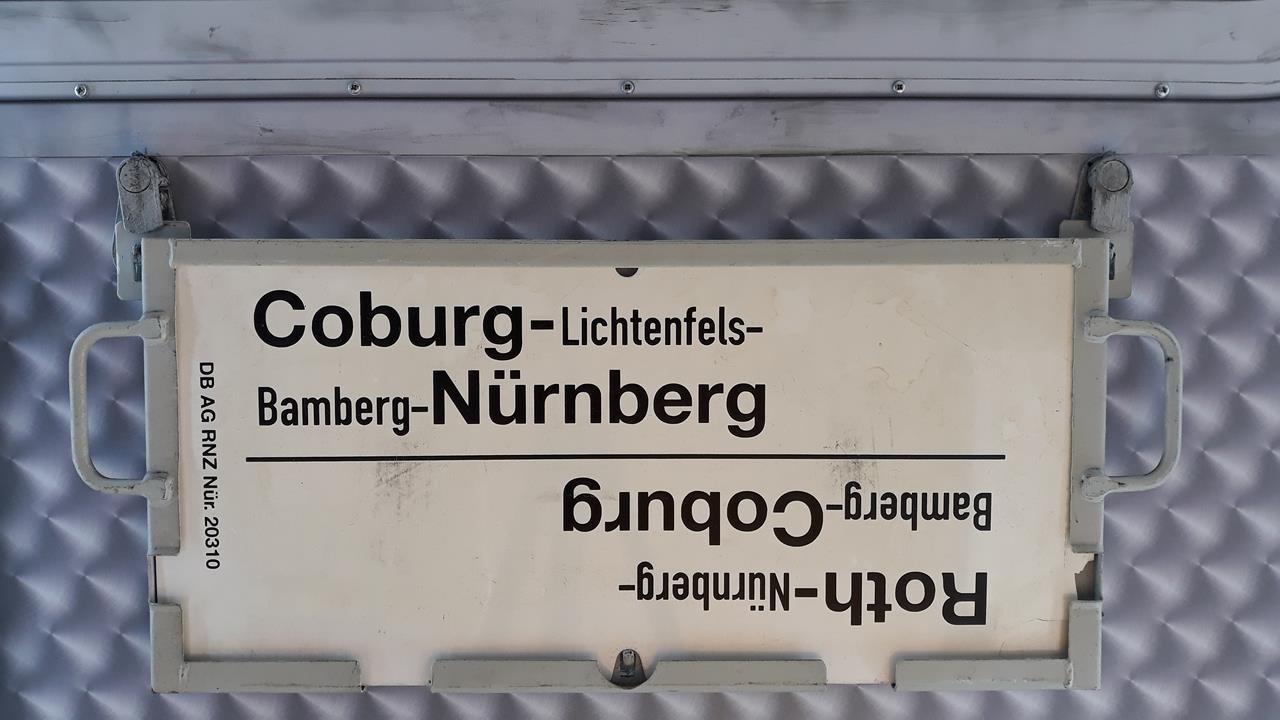 Coburg-Lichtenfels-
Bamberg-Nürnberg
Roth-Nürnberg-
Bamberg-Coburg
DB AG RNZ Nür. 20310